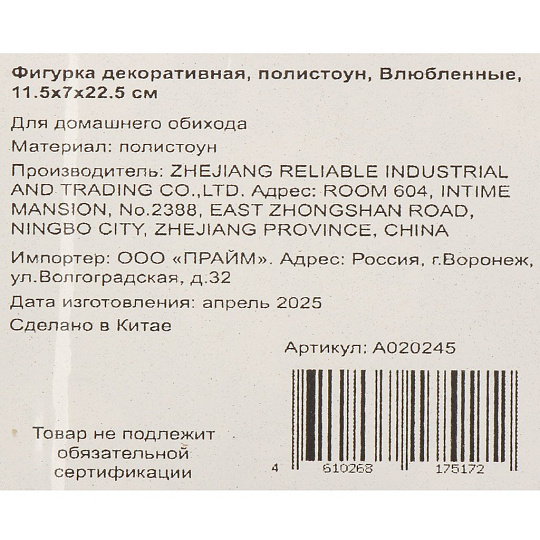 Фигурка декоративная, полистоун, Влюбленные,
11.5х7х22.5 см
Для домашнего обихода
Материал: полистоун
Производитель: ZHEJIANG RELIABLE INDUSTRIAL
AND TRADING CO.,LTD. Адрес: ROOM 604, INTIME
MANSION, No.2388, EAST ZHONGSHAN ROAD,
NINGBO CITY, ZHEJIANG PROVINCE, CHINA
Импортер: ООО «ПРАЙМ». Адрес: Россия, г.Воронеж,
ул.Волгоградская, д.32
Дата изготовления: апрель 2025
Сделано в Китае
Артикул: A020245
Товар не подлежит
обязательной
сертификации
4 610268 175172